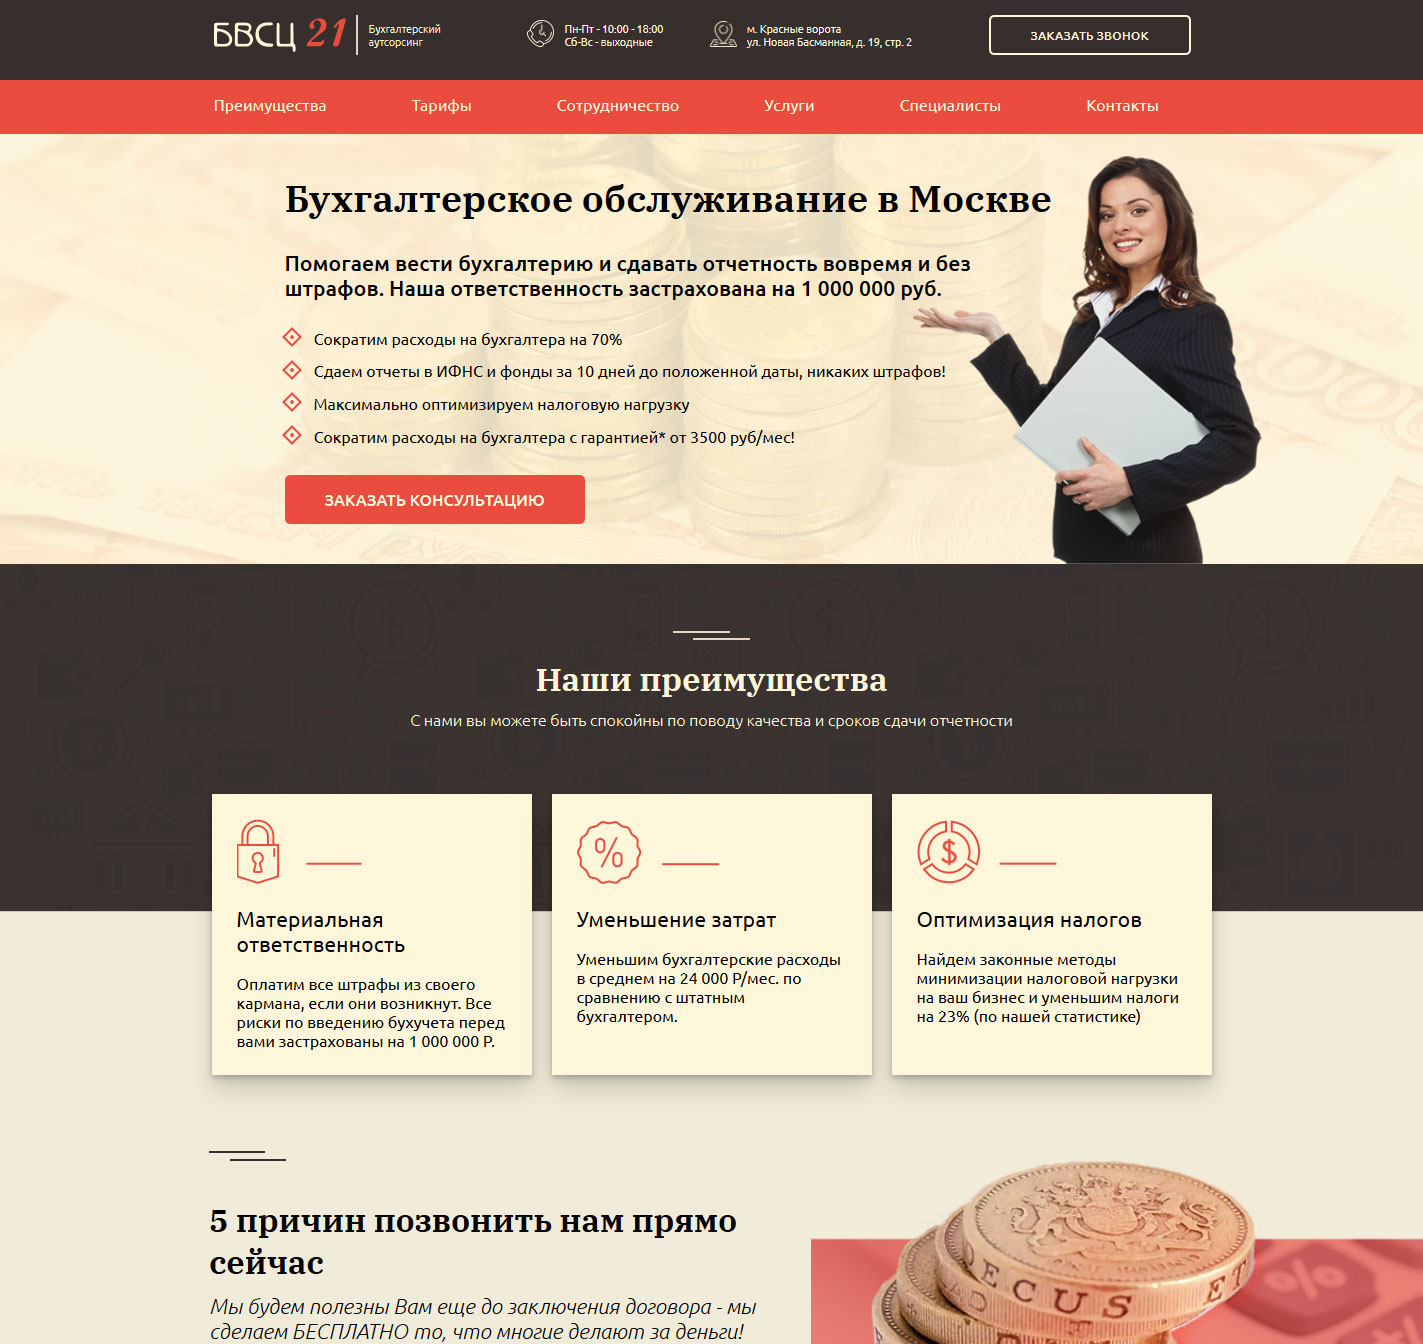 БВСЦ 21
Бухгалтерский
аутсорсинг
Пн-Пт - 10:00 - 18:00
Сб-Вс - выходные
м. Красные ворота
ул. Новая Басманная, д. 19, стр. 2
ЗАКАЗАТЬ ЗВОНОК
Преимущества
Тарифы
Сотрудничество
Услуги
Специалисты
Контакты
Бухгалтерское обслуживание в Москве
Помогаем вести бухгалтерию и сдавать отчетность вовремя и без
штрафов. Наша ответственность застрахована на 1 000 000 руб.
Сократим расходы на бухгалтера на 70%
Сдаем отчеты в ИФНС и фонды за 10 дней до положенной даты, никаких штрафов!
Максимально оптимизируем налоговую нагрузку
Сократим расходы на бухгалтера с гарантией* от 3500 руб/мес!
ЗАКАЗАТЬ КОНСУЛЬТАЦИЮ
Наши преимущества
С нами вы можете быть спокойны по поводу качества и сроков сдачи отчетности
Материальная
ответственность
Оплатим все штрафы из своего
кармана, если они возникнут. Все
риски по введению бухучета перед
вами застрахованы на 1 000 000 Р.
Уменьшение затрат
Уменьшим бухгалтерские расходы
в среднем на 24 000 Р/мес. по
сравнению с штатным
бухгалтером.
Оптимизация налогов
Найдем законные методы
минимизации налоговой нагрузки
на ваш бизнес и уменьшим налоги
на 23% (по нашей статистике)
5 причин позвонить нам прямо
сейчас
Мы будем полезны Вам еще до заключения договора - мы
сделаем БЕСПЛАТНО то, что многие делают за деньги!
DECUS ET